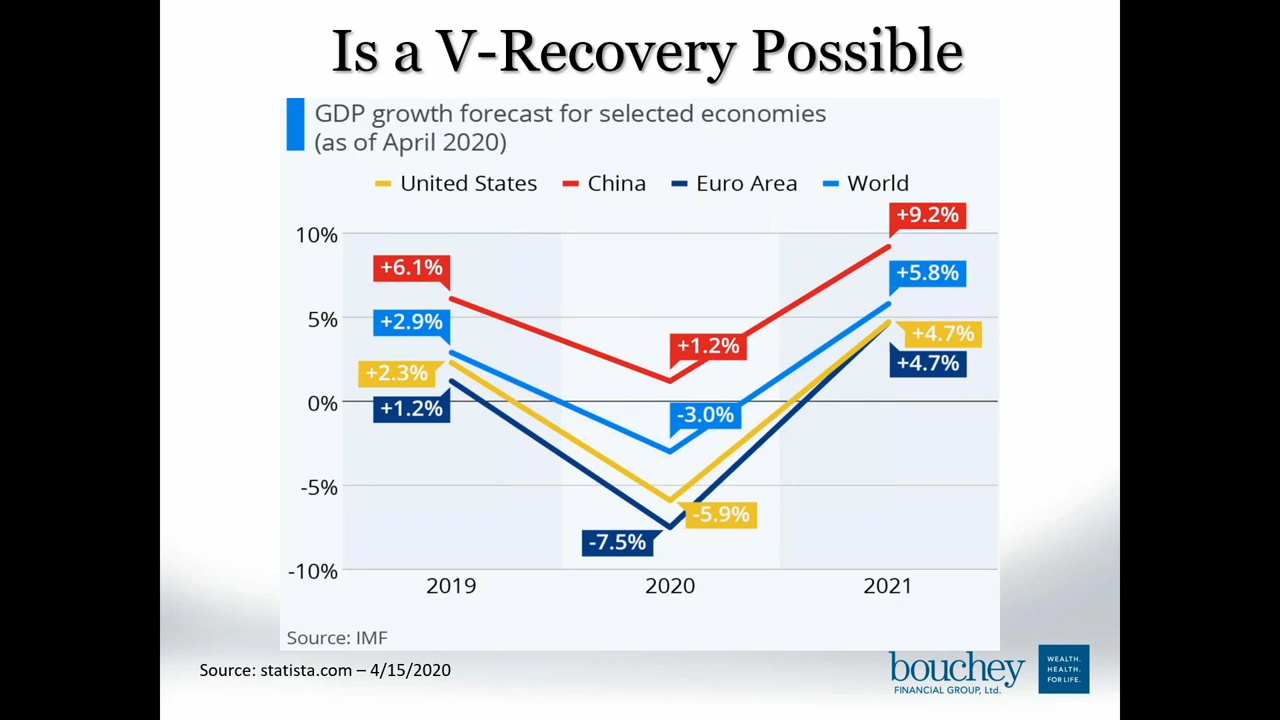 Is a V-Recovery Possible
GDP growth forecast for selected economies
(as of April 2020)
United States China Euro Area World
+9.2%
10%
+6.1%
+5.8%
5%
+2.9%
+4.7%
+1.2%
+4.7%
+2.3%
0%
+1.2%
-3.0%
-5%
-5.9%
-7.5%
-10%
2019 2020 2021
Source: IMF
Source: statista.com – 4/15/2020
bouchey
FINANCIAL GROUP, Ltd.
WEALTH.
HEALTH.
FOR LIFE.